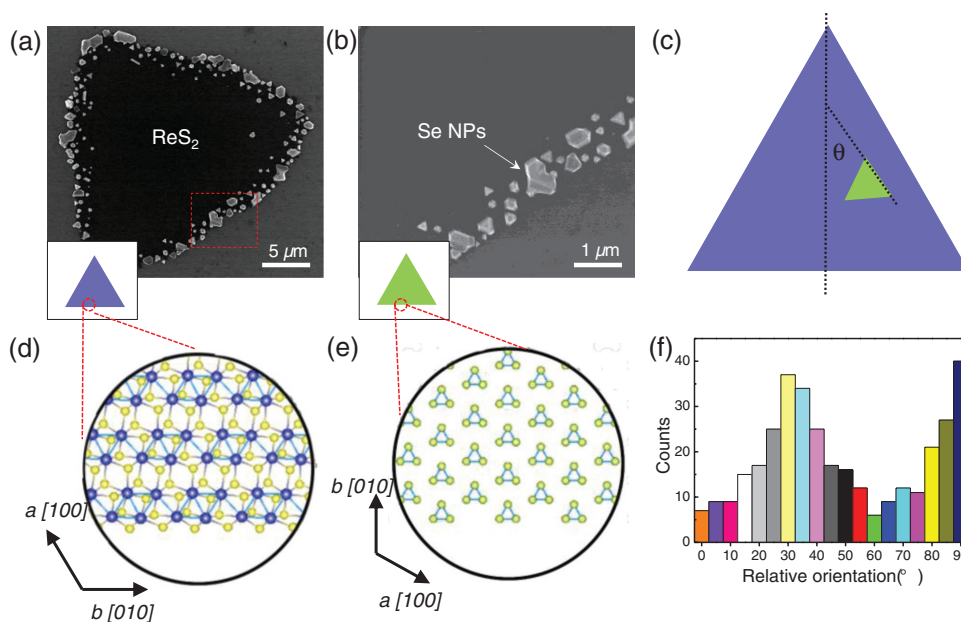 (a)
ReS2
5 µm
(b)
Se NPs
1 µm
(c)
θ
(d)
a [100]
b [010]
(e)
b [010]
a [100]
(f)
Counts
40
30
20
10
0
0 10 20 30 40 50 60 70 80 9
Relative orientation(° )